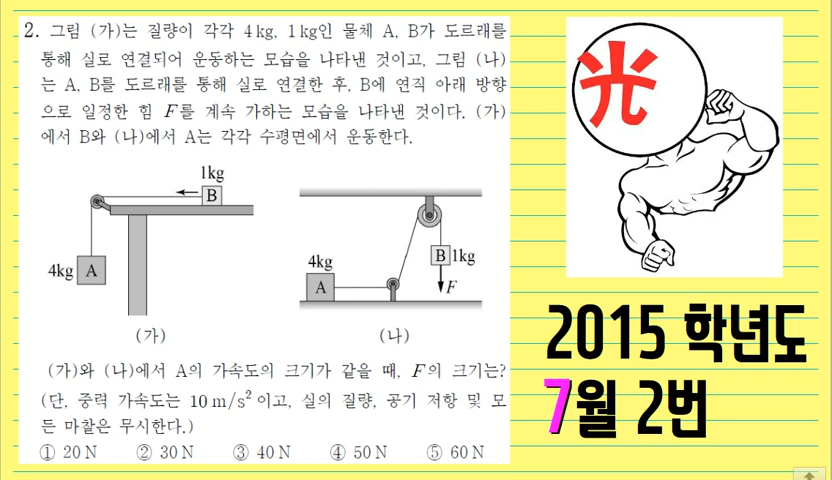 2. 그림 (가)는 질량이 각각 4 kg, 1 kg인 물체 A, B가 도르래를
통해 실로 연결되어 운동하는 모습을 나타낸 것이고, 그림 (나)
는 A, B를 도르래를 통해 실로 연결한 후, B에 연직 아래 방향
으로 일정한 힘 F를 계속 가하는 모습을 나타낸 것이다. (가)
에서 B와 (나)에서 A는 각각 수평면에서 운동한다.
1kg
B
4kg A
(가)
4kg
A
B 1kg
F
(나)
(가)와 (나)에서 A의 가속도의 크기가 같을 때, F의 크기는?
(단, 중력 가속도는 10 m/s²이고, 실의 질량, 공기 저항 및 모
든 마찰은 무시한다.)
① 20 N ② 30 N ③ 40 N ④ 50 N ⑤ 60 N
光
2015 학년도
7월 2번